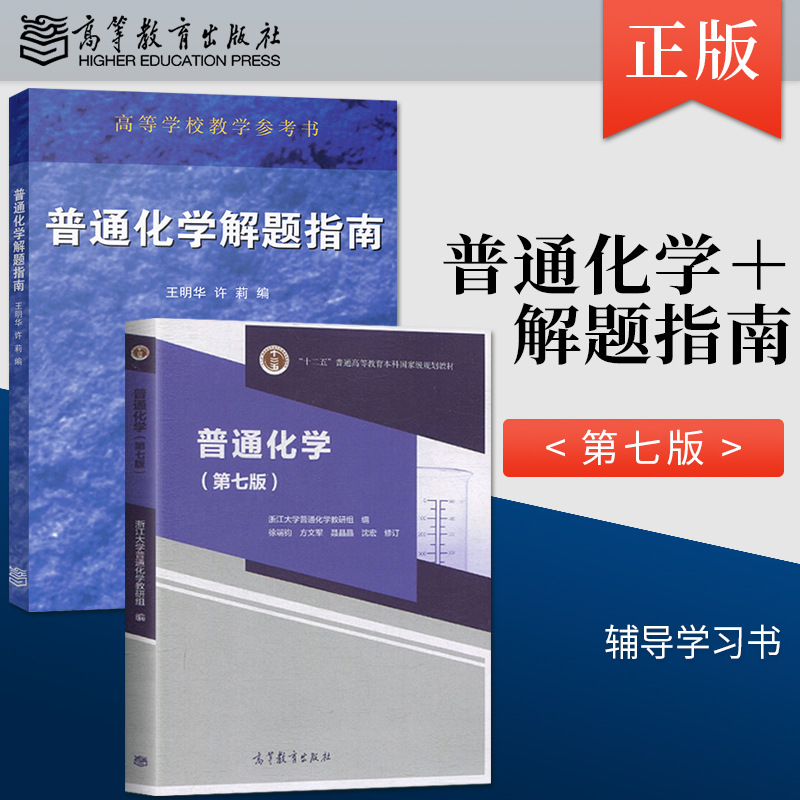 高等教育出版社
HIGHER EDUCATION PRESS
正版
高等学校教学参考书
普通化学解题指南
王明华 许 莉 编
普通化学解题指南
王明华 许莉 编
普通化学＋
解题指南
< 第七版 >
辅导学习书
十二五
“十二五”普通高等教育本科国家级规划教材
普通化学
（第七版）
浙江大学普通化学教研组 编
徐端钧 方文军 聂晶晶 沈宏 修订
普通化学（第七版）
浙江大学普通化学教研组 编
高等教育出版社